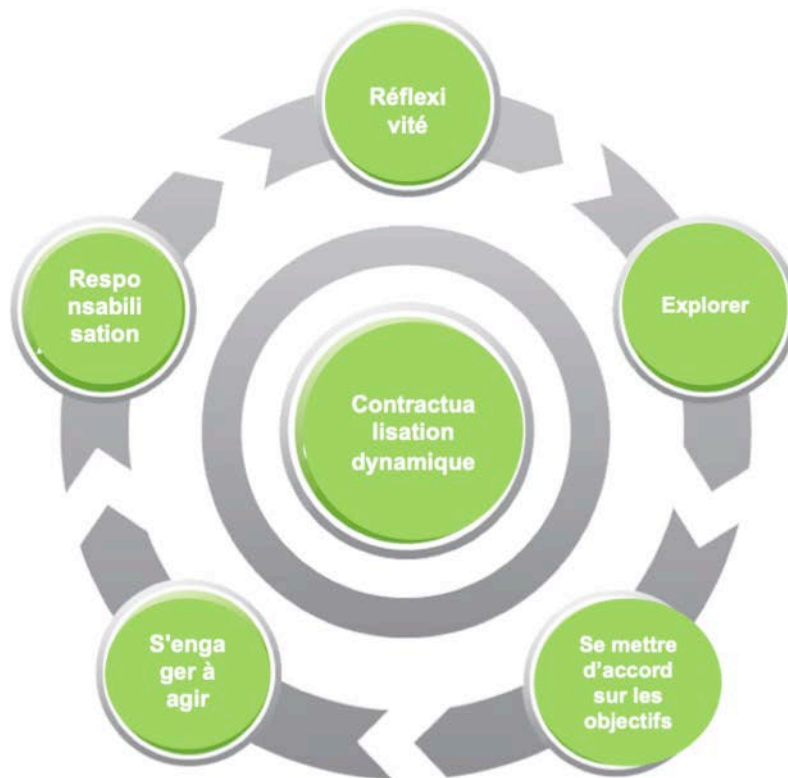 Réflexi
vité
Explorer
Se mettre
d'accord
sur les
objectifs
S'enga
ger à
agir
Respo
nsabili
sation
Contractua
lisation
dynamique